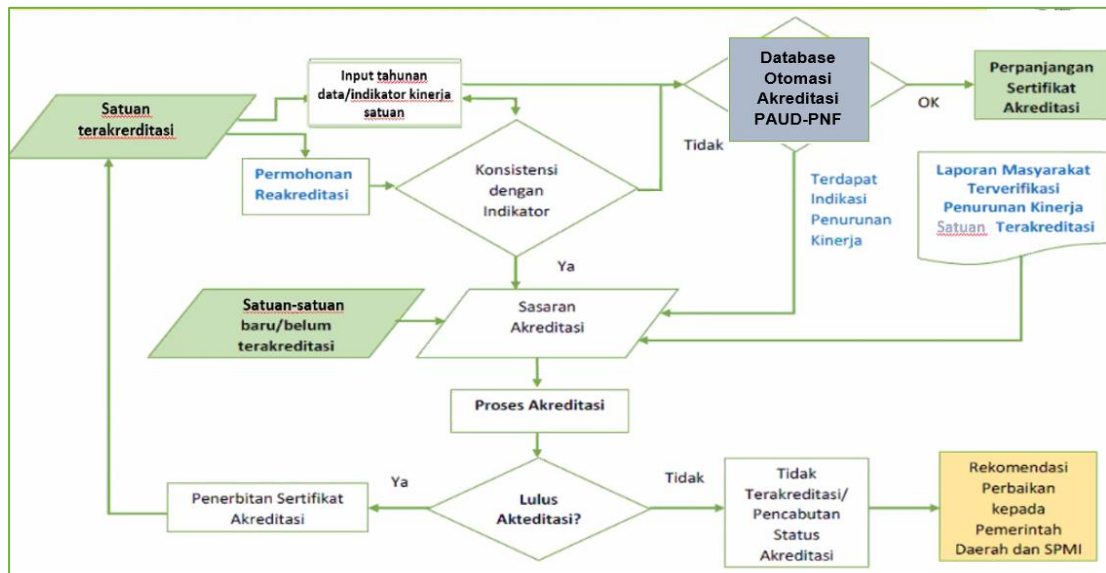 Satuan
terakrerditasi
Input tahunan
data/indikator kinerja
satuan
Permohonan
Reakreditasi
Konsistensi
dengan
Indikator
Database
Otomasi
Akreditasi
PAUD-PNF
OK
Perpanjangan
Sertifikat
Akreditasi
Tidak
Terdapat
Indikasi
Penurunan
Kinerja
Laporan Masyarakat
Terverifikasi
Penurunan Kinerja
Satuan Terakreditasi
Ya
Satuan-satuan
baru/belum
terakreditasi
Sasaran
Akreditasi
Proses Akreditasi
Lulus
Akteditasi?
Ya
Penerbitan Sertifikat
Akreditasi
Tidak
Tidak
Terakreditasi/
Pencabutan
Status
Akreditasi
Rekomendasi
Perbaikan
kepada
Pemerintah
Daerah dan SPMI